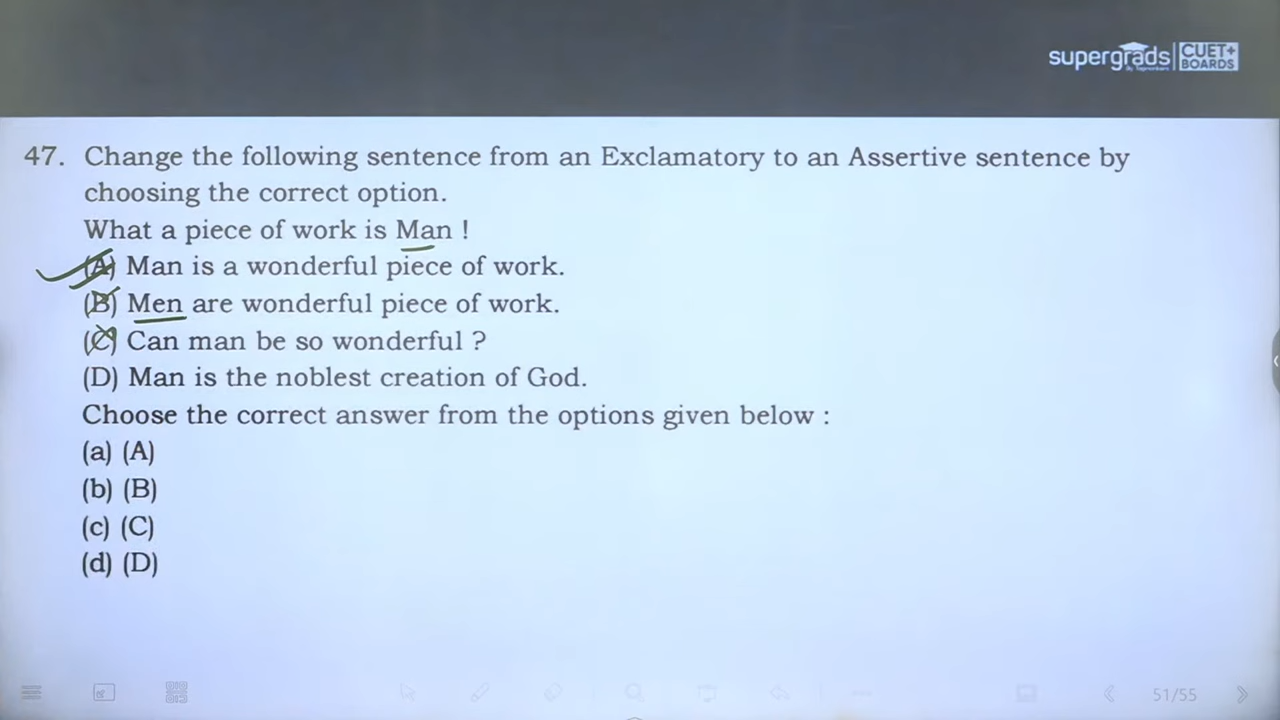 supergrads CUET+
BOARDS
47. Change the following sentence from an Exclamatory to an Assertive sentence by
choosing the correct option.
What a piece of work is Man !
(A) Man is a wonderful piece of work.
(B) Men are wonderful piece of work.
(C) Can man be so wonderful ?
(D) Man is the noblest creation of God.
Choose the correct answer from the options given below :
(a) (A)
(b) (B)
(c) (C)
(d) (D)
51/55